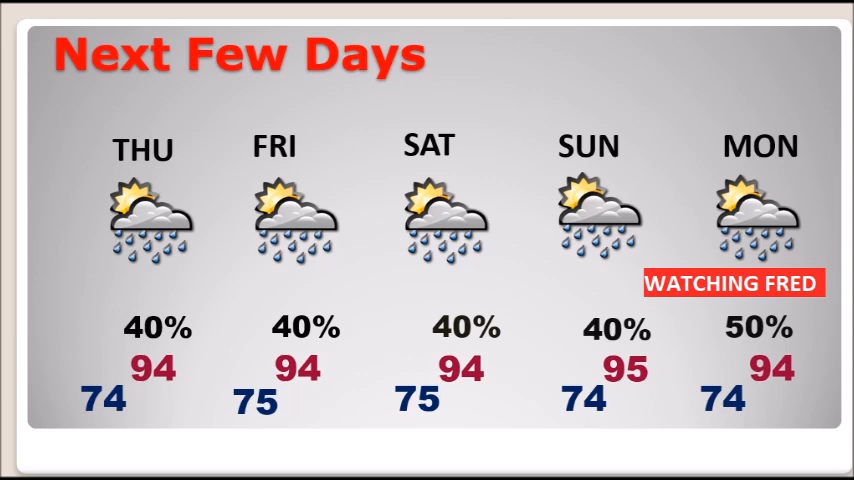 Next Few Days
THU FRI SAT SUN MON
WATCHING FRED
40% 40% 40% 40% 50%
94 94 94 95 94
74 75 75 74 74